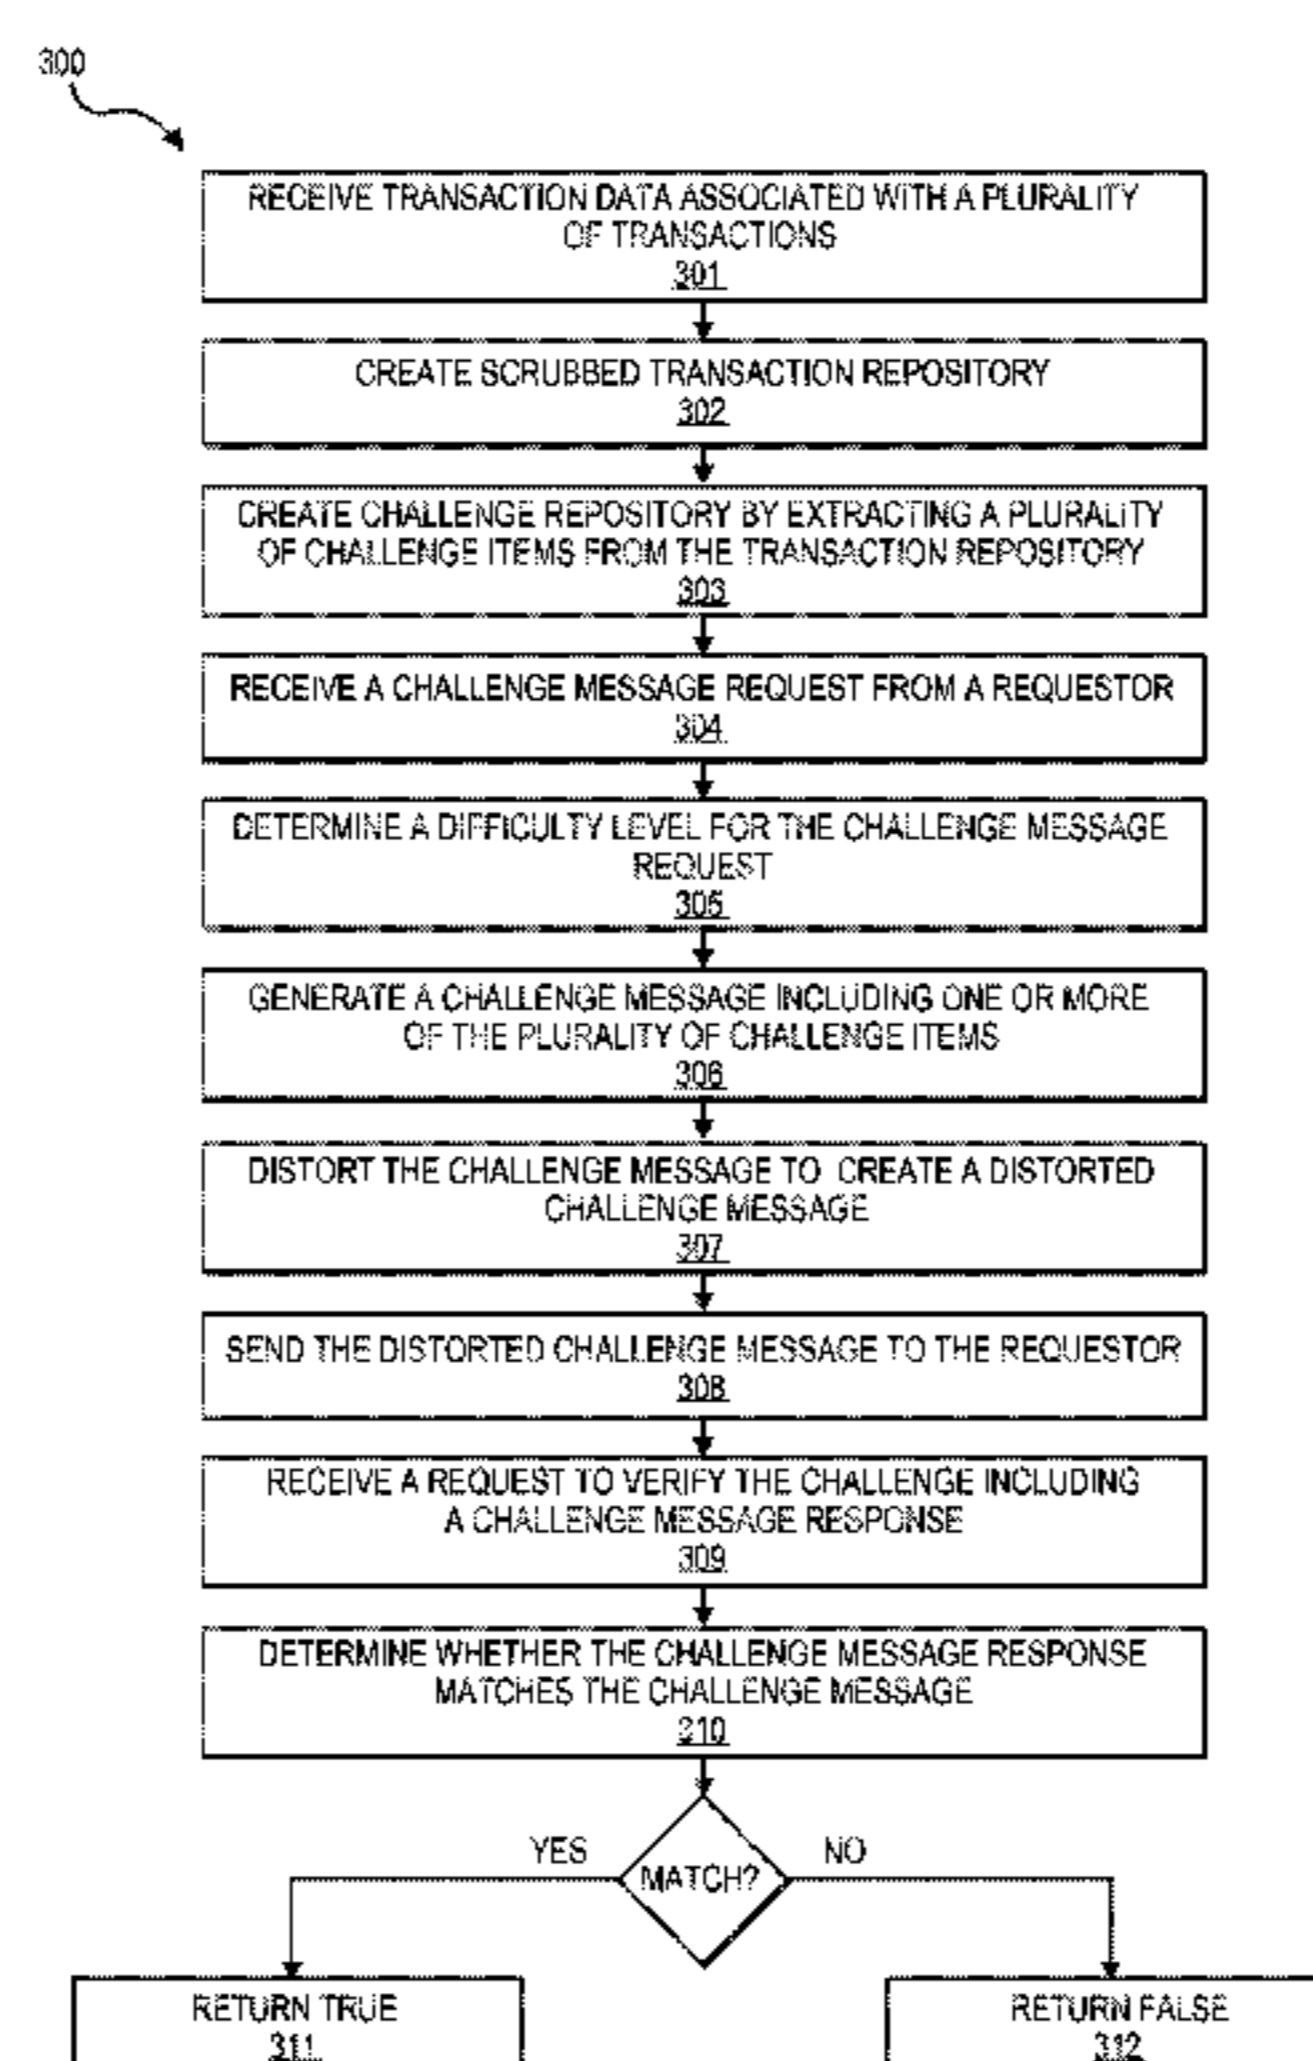 300
RECEIVE TRANSACTION DATA ASSOCIATED WITH A PLURALITY
OF TRANSACTIONS
301
CREATE SCRUBBED TRANSACTION REPOSITORY
302
CREATE CHALLENGE REPOSITORY BY EXTRACTING A PLURALITY
OF CHALLENGE ITEMS FROM THE TRANSACTION REPOSITORY
303
RECEIVE A CHALLENGE MESSAGE REQUEST FROM A REQUESTOR
304
DETERMINE A DIFFICULTY LEVEL FOR THE CHALLENGE MESSAGE
REQUEST
305
GENERATE A CHALLENGE MESSAGE INCLUDING ONE OR MORE
OF THE PLURALITY OF CHALLENGE ITEMS
306
DISTORT THE CHALLENGE MESSAGE TO CREATE A DISTORTED
CHALLENGE MESSAGE
307
SEND THE DISTORTED CHALLENGE MESSAGE TO THE REQUESTOR
308
RECEIVE A REQUEST TO VERIFY THE CHALLENGE INCLUDING
A CHALLENGE MESSAGE RESPONSE
309
DETERMINE WHETHER THE CHALLENGE MESSAGE RESPONSE
MATCHES THE CHALLENGE MESSAGE
310
YES
NO
MATCH?
RETURN TRUE
311
RETURN FALSE
312